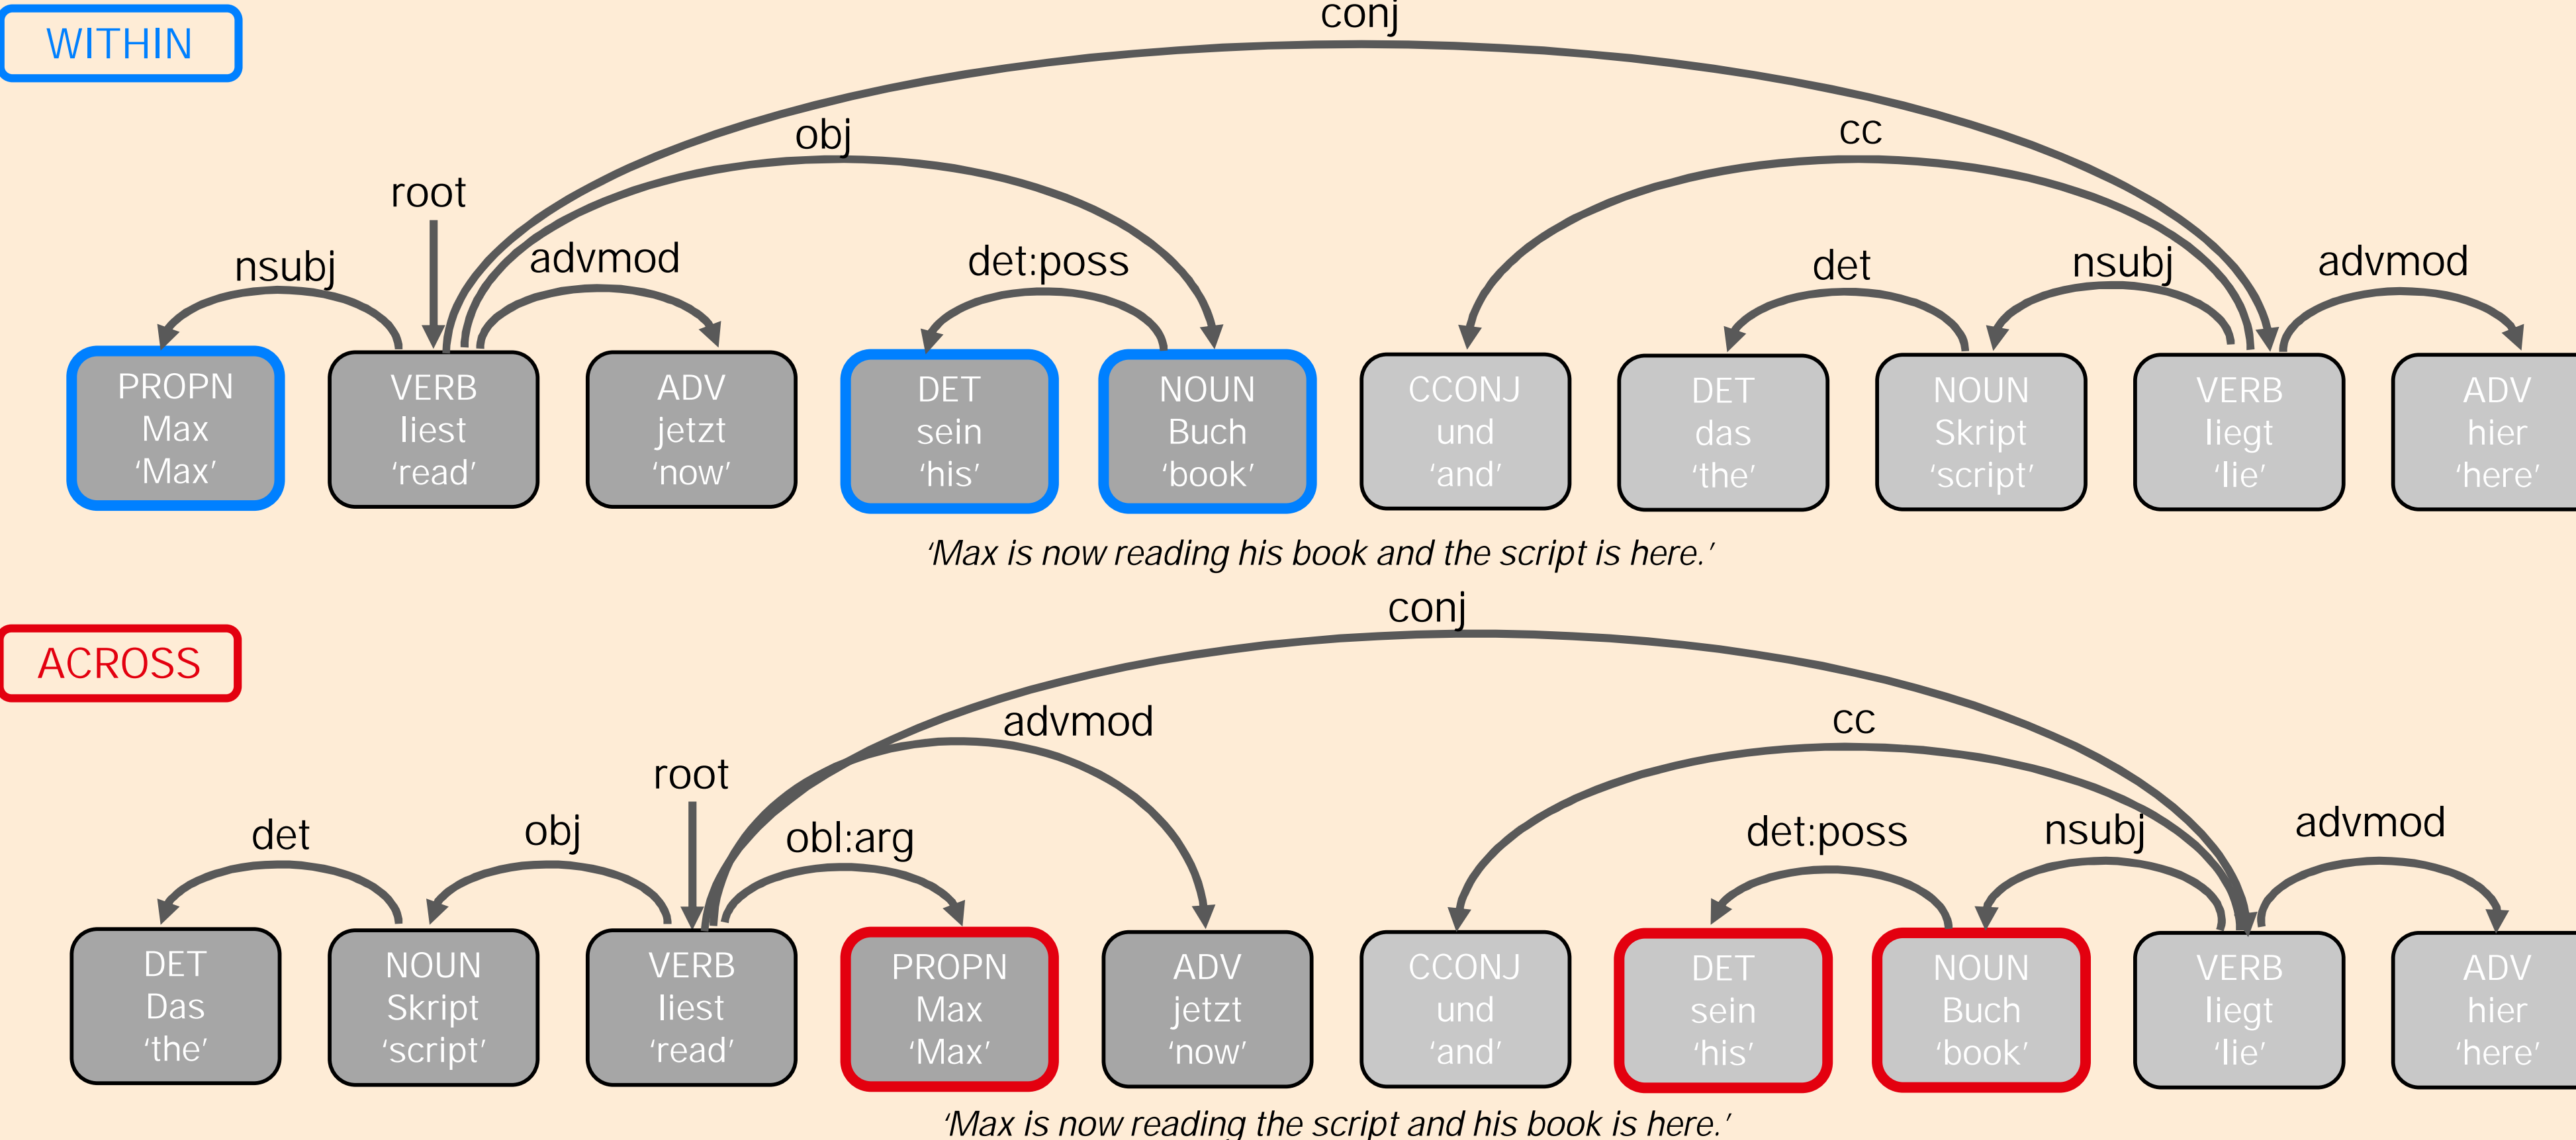 WITHIN
conj
obj
cc
root
nsubj
advmod
det:poss
det
nsubj
advmod
PROPN
Max
‘Max’
VERB
liest
‘read’
ADV
jetzt
‘now’
DET
sein
‘his’
NOUN
Buch
‘book’
CCONJ
und
‘and’
DET
das
‘the’
NOUN
Skript
‘script’
VERB
liegt
‘lie’
ADV
hier
‘here’
‘Max is now reading his book and the script is here.’
ACROSS
conj
advmod
cc
root
det
obj
obl:arg
det:poss
nsubj
advmod
DET
Das
‘the’
NOUN
Skript
‘script’
VERB
liest
‘read’
PROPN
Max
‘Max’
ADV
jetzt
‘now’
CCONJ
und
‘and’
DET
sein
‘his’
NOUN
Buch
‘book’
VERB
liegt
‘lie’
ADV
hier
‘here’
‘Max is now reading the script and his book is here.’